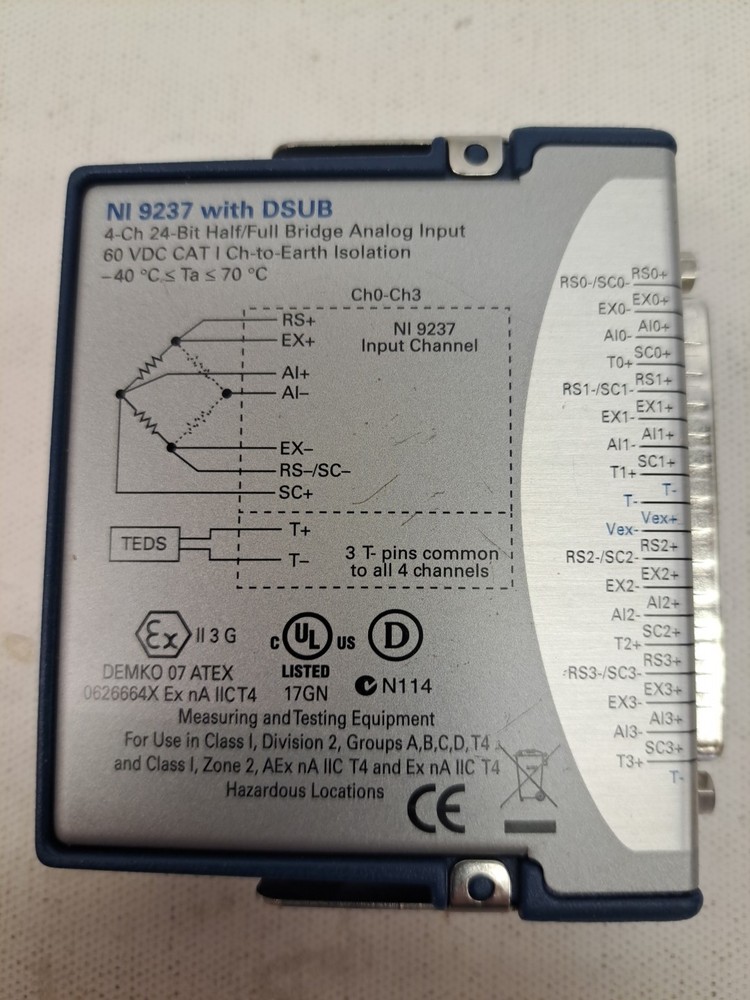 NI 9237 with DSUB
4-Ch 24-Bit Half/Full Bridge Analog Input
60 VDC CAT I Ch-to-Earth Isolation
–40 °C ≤ Ta ≤ 70 °C
Ch0-Ch3
RS+
EX+
AI+
AI–
EX–
RS–/SC–
SC+
NI 9237
Input Channel
TEDS
T+
T–
3 T- pins common
to all 4 channels
Ex II 3 G
c UL US
LISTED
17GN
D
N114
DEMKO 07 ATEX
0626664X Ex nA IICT4
Measuring and Testing Equipment
For Use in Class I, Division 2, Groups A,B,C,D, T4
and Class I, Zone 2, AEx nA IIC T4 and Ex nA IIC T4
Hazardous Locations
CE
RS0+
RS0-/SC0-
EX0+
EX0-
AI0+
AI0-
SC0+
T0+
RS1+
RS1-/SC1-
EX1+
EX1-
AI1+
AI1-
SC1+
T1+
T-
T-
Vex+
Vex-
RS2+
RS2-/SC2-
EX2+
EX2-
AI2+
AI2-
SC2+
T2+
RS3+
RS3-/SC3-
EX3+
EX3-
AI3+
AI3-
SC3+
T3+
T-